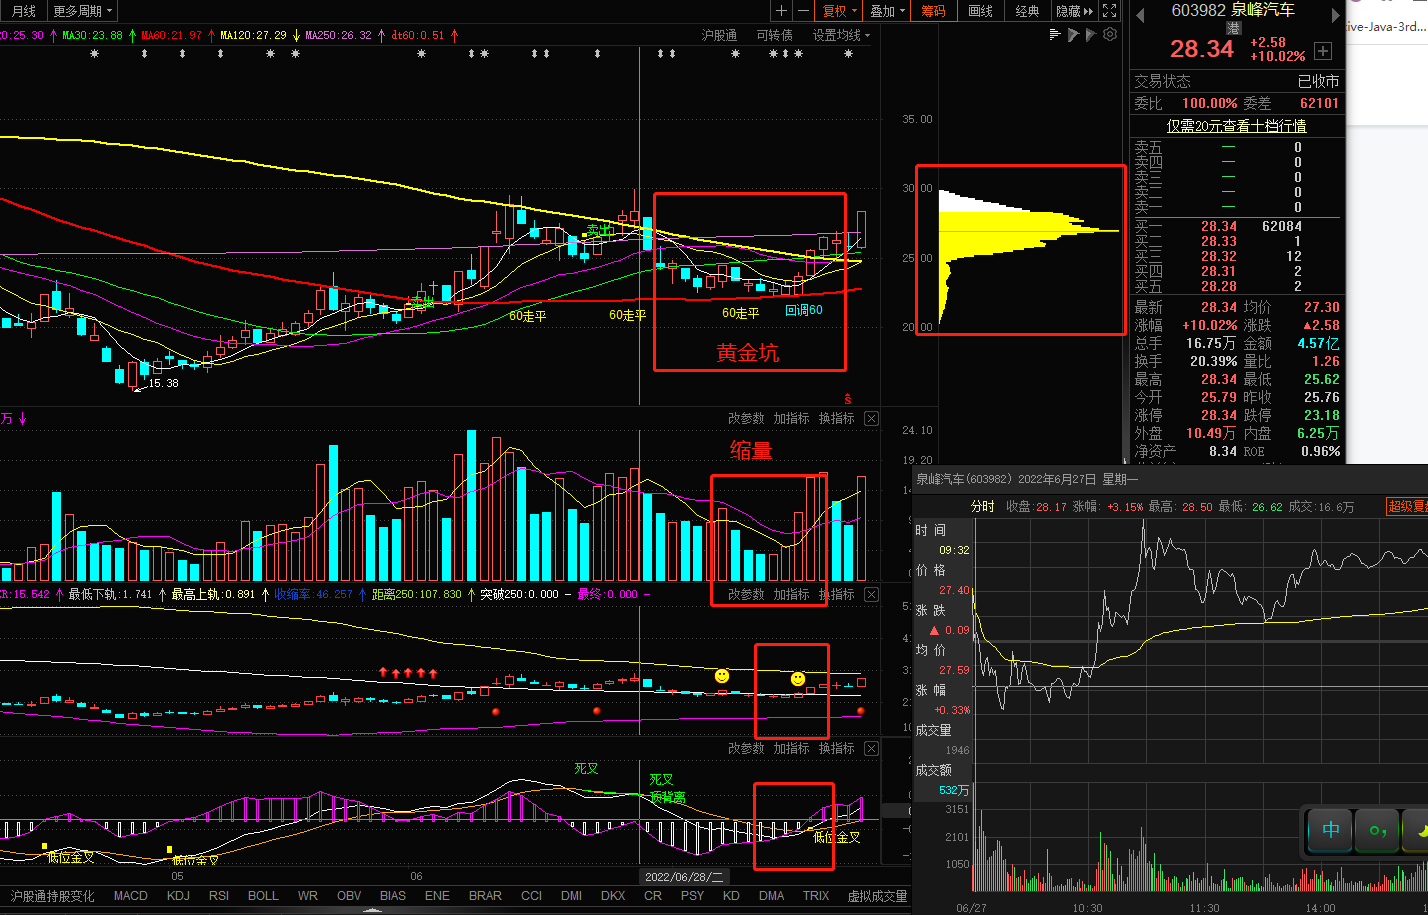 月线 更多周期 复权 叠加 筹码 画线 经典 隐藏
0:25.30 ↑ MA30:23.88 ↑ MA60:21.97 ↑ MA120:27.29 ↓ MA250:26.32 ↑ dt60:0.51 ↑
沪股通 可转债 设置均线
35.00
30.00
25.00
20.00
卖出
卖出
60走平 60走平 60走平 回调60
黄金坑
15.38
万 ↓ 改参数 加指标 换指标
24.10
19.20
缩量
R:15.542 ↑ 最低下轨:1.741 ↑ 最高上轨:0.891 ↑ 收缩率:46.257 ↑ 距离250:107.830 ↑ 突破250:0.000 − 最终:0.000 −
改参数 加指标 换指标
改参数 加指标 换指标
死叉
死叉
顶背离
低位金叉
低位金叉
低位金叉
05 06 2022/06/28/二
沪股通持股变化 MACD KDJ RSI BOLL WR OBV BIAS ENE BRAR CCI DMI DKX CR PSY KD DMA TRIX 虚拟成交量
603982 泉峰汽车
港
28.34 +2.58
+10.02%
ive-Java-3rd...
交易状态 已收市
委比 100.00% 委差 62101
仅需20元查看十档行情
卖五 — 0
卖四 — 0
卖三 — 0
卖二 — 0
卖一 — 0
买一 28.34 62084
买二 28.33 1
买三 28.32 12
买四 28.31 2
买五 28.28 2
最新 28.34 均价 27.30
涨幅 +10.02% 涨跌 ▲2.58
总手 16.75万 金额 4.57亿
换手 20.39% 量比 1.26
最高 28.34 最低 25.62
今开 25.79 昨收 25.76
涨停 28.34 跌停 23.18
外盘 10.49万 内盘 6.25万
净资产 8.34 ROE 0.96%
泉峰汽车(603982) 2022年6月27日 星期一
分时 收盘:28.17 涨幅: +3.15% 最高: 28.50 最低: 26.62 成交:16.6万
超级复
时 间
09:32
价 格
27.40
涨 跌
▲ 0.09
均 价
27.59
涨 幅
+0.33%
成交量
1946
成交额
532万
3151
2101
1050
06/27 10:30 11:30 14:00
中